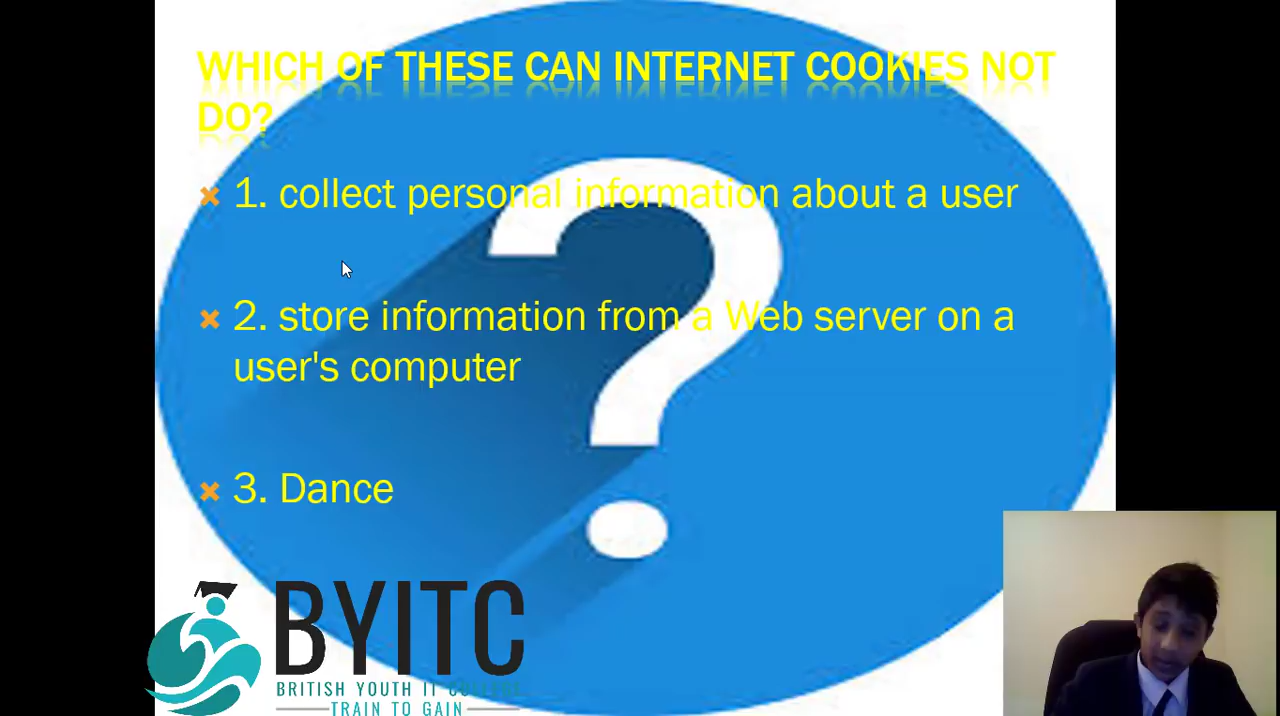 WHICH OF THESE CAN INTERNET COOKIES NOT
DO?
1. collect personal information about a user
2. store information from a Web server on a
user's computer
3. Dance
BYITC
BRITISH YOUTH IT
TRAIN TO GAIN